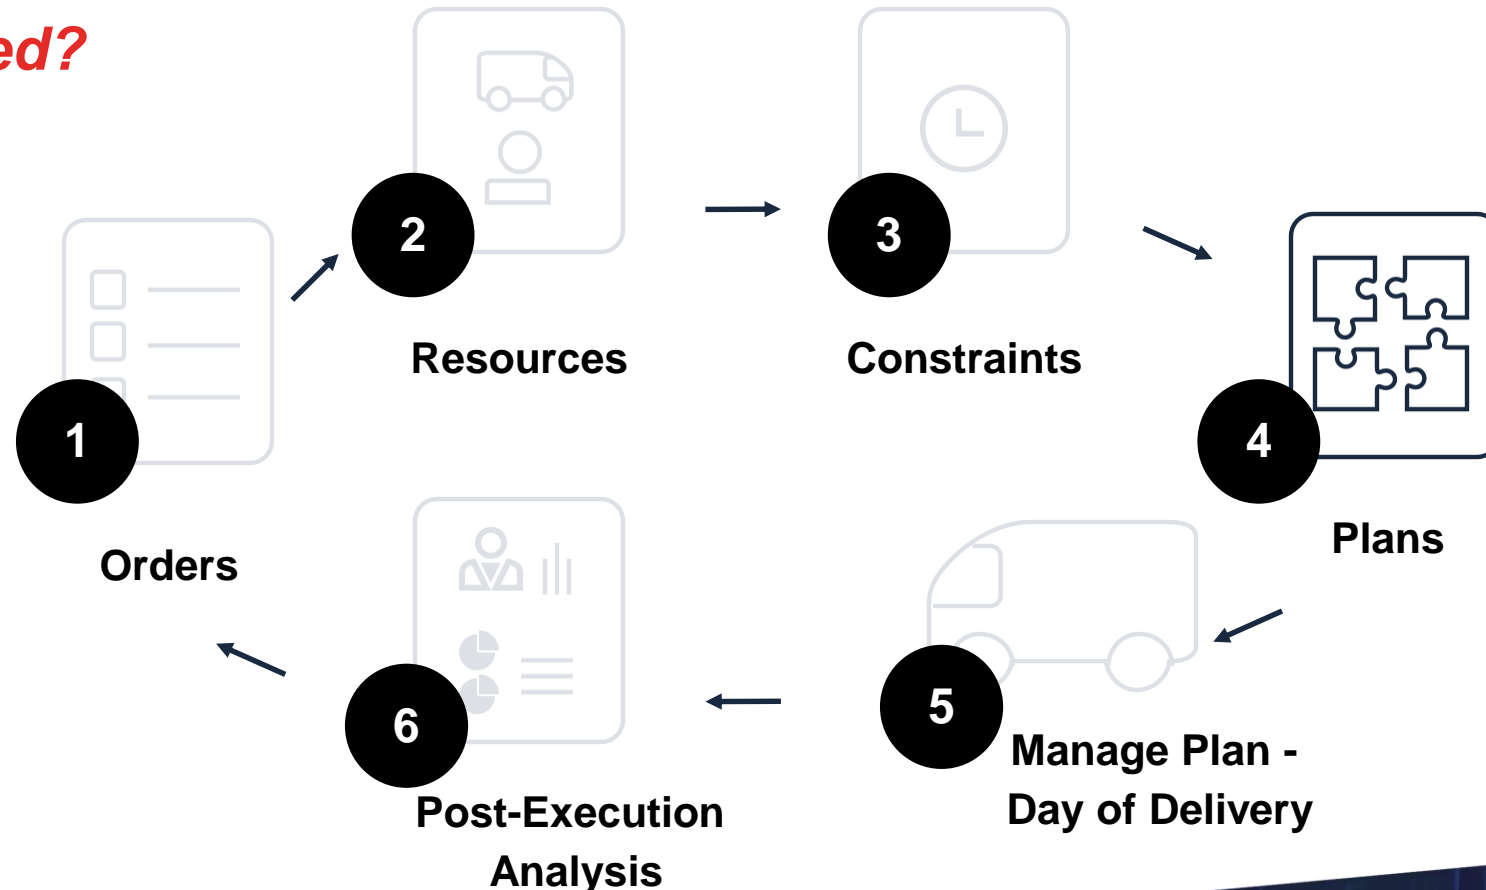 ed?
2
Resources
3
Constraints
1
Orders
4
Plans
5
Manage Plan -
Day of Delivery
6
Post-Execution
Analysis